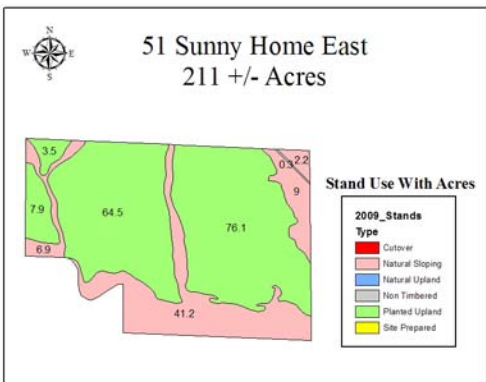 N
W E
S
51 Sunny Home East
211 +/- Acres
3.5
0.3 2.2
9
7.9
64.5
76.1
6.9
41.2
Stand Use With Acres
2009_Stands
Type
Cutover
Natural Sloping
Natural Upland
Non Timbered
Planted Upland
Site Prepared